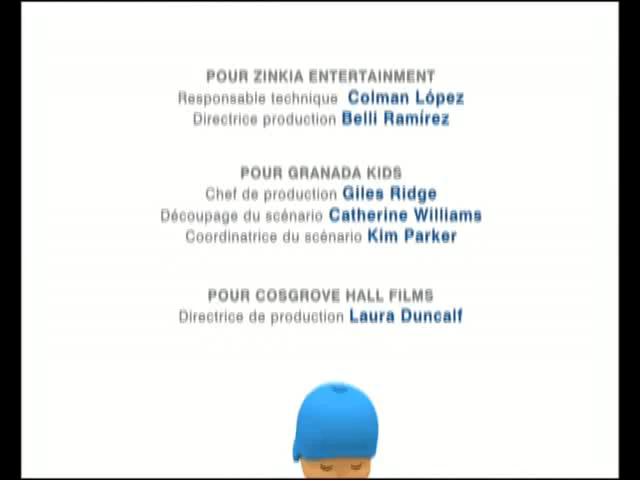 POUR ZINKIA ENTERTAINMENT
Responsable technique Colman López
Directrice production Belli Ramírez
POUR GRANADA KIDS
Chef de production Giles Ridge
Découpage du scénario Catherine Williams
Coordinatrice du scénario Kim Parker
POUR COSGROVE HALL FILMS
Directrice de production Laura Duncalf